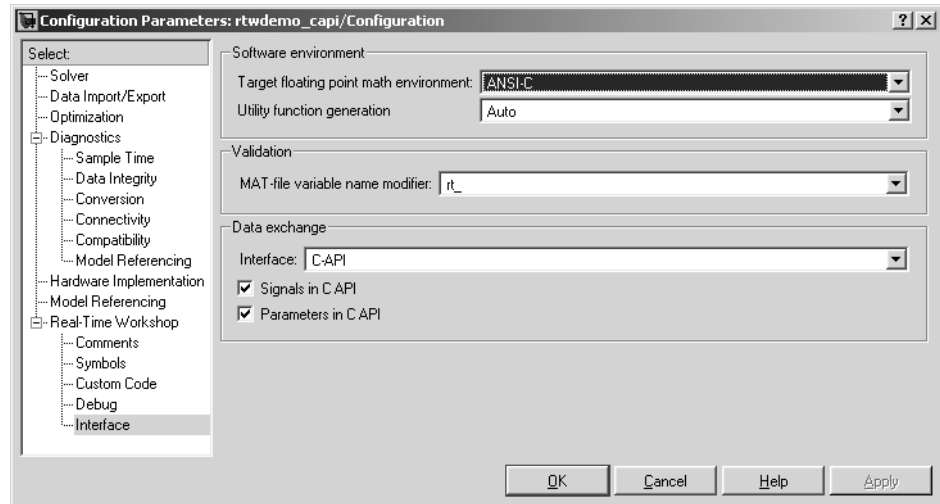 Configuration Parameters: rtwdemo_capi/Configuration
Select:
Solver
Data Import/Export
Optimization
Diagnostics
Sample Time
Data Integrity
Conversion
Connectivity
Compatibility
Model Referencing
Hardware Implementation
Model Referencing
Real-Time Workshop
Comments
Symbols
Custom Code
Debug
Interface
Software environment
Target floating point math environment: ANSI-C
Utility function generation Auto
Validation
MAT-file variable name modifier: rt_
Data exchange
Interface: C-API
Signals in C API
Parameters in C API
OK Cancel Help Apply